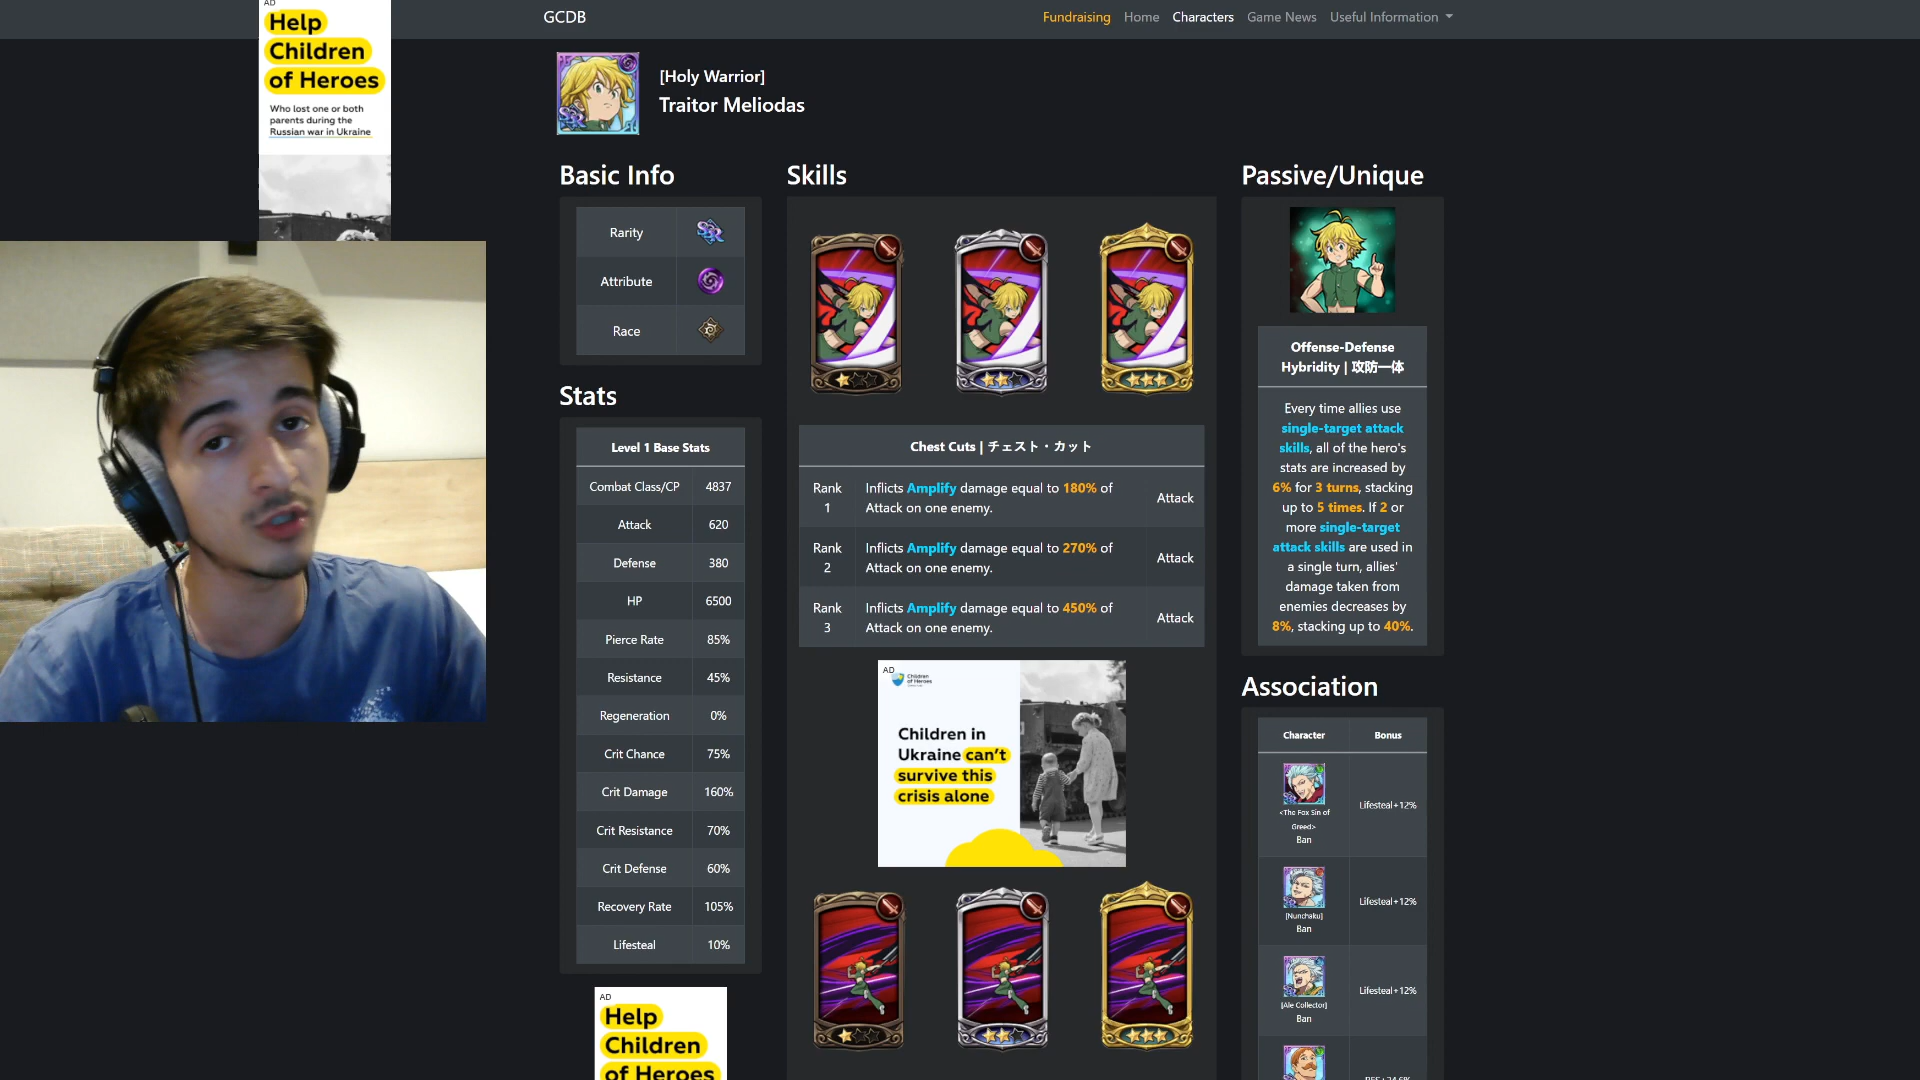 AD
Help
Children
of Heroes
Who lost one or both
parents during the
Russian war in Ukraine
GCDB
Fundraising
Home
Characters
Game News
Useful Information
[Holy Warrior]
Traitor Meliodas
Basic Info
Rarity
SSR
Attribute
Race
Stats
Level 1 Base Stats
Combat Class/CP 4837
Attack 620
Defense 380
HP 6500
Pierce Rate 85%
Resistance 45%
Regeneration 0%
Crit Chance 75%
Crit Damage 160%
Crit Resistance 70%
Crit Defense 60%
Recovery Rate 105%
Lifesteal 10%
AD
Help
Children
of Heroes
Skills
Chest Cuts | チェスト・カット
Rank
1
Inflicts Amplify damage equal to 180% of
Attack on one enemy.
Attack
Rank
2
Inflicts Amplify damage equal to 270% of
Attack on one enemy.
Attack
Rank
3
Inflicts Amplify damage equal to 450% of
Attack on one enemy.
Attack
AD
Children
of Heroes
Children in
Ukraine can't
survive this
crisis alone
Passive/Unique
Offense-Defense
Hybridity | 攻防一体
Every time allies use
single-target attack
skills, all of the hero's
stats are increased by
6% for 3 turns, stacking
up to 5 times. If 2 or
more single-target
attack skills are used in
a single turn, allies'
damage taken from
enemies decreases by
8%, stacking up to 40%.
Association
Character Bonus
<The Fox Sin of
Greed>
Ban
Lifesteal+12%
[Nunchaku]
Ban
Lifesteal+12%
[Ale Collector]
Ban
Lifesteal+12%